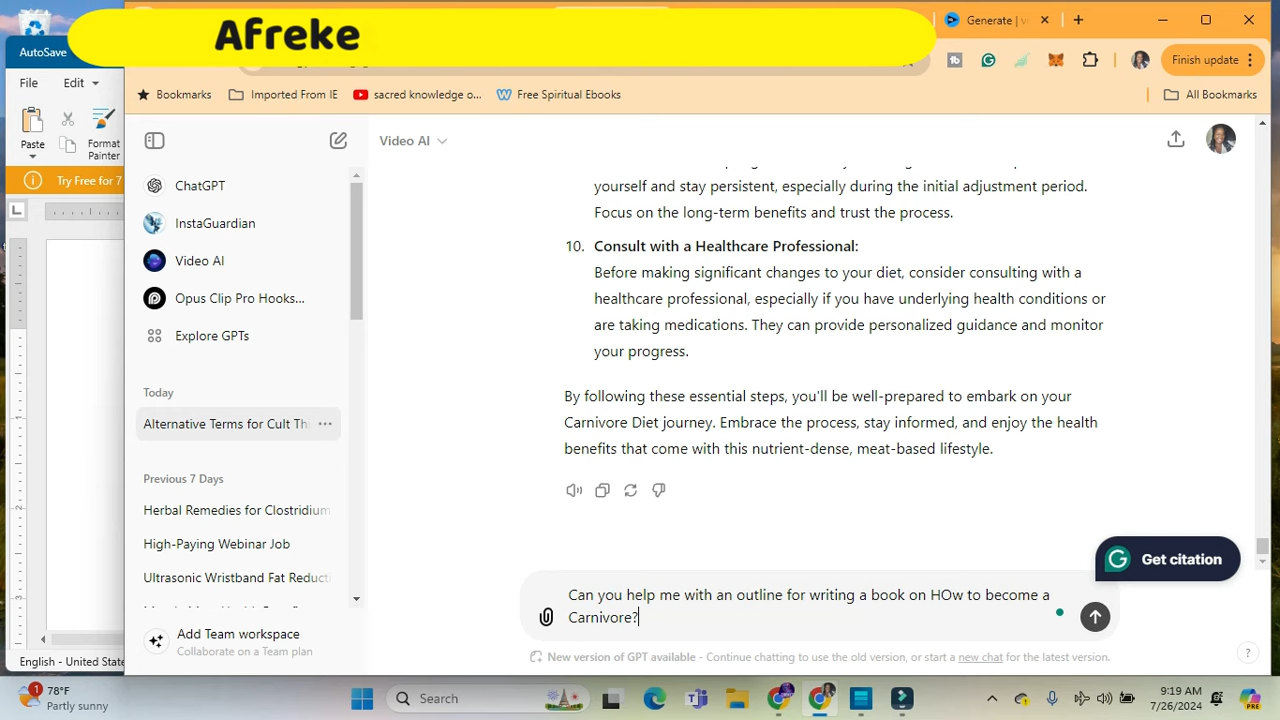 Afreke
Generate | v
AutoSave
Finish update
File
Edit
Bookmarks
Imported From IE
sacred knowledge o...
Free Spiritual Ebooks
All Bookmarks
Paste
Format
Painter
Try Free for 7
Video AI
ChatGPT
InstaGuardian
Video AI
Opus Clip Pro Hooks...
Explore GPTs
Today
Alternative Terms for Cult Th
Previous 7 Days
Herbal Remedies for Clostridium
High-Paying Webinar Job
Ultrasonic Wristband Fat Reducti
Add Team workspace
Collaborate on a Team plan
yourself and stay persistent, especially during the initial adjustment period.
Focus on the long-term benefits and trust the process.
10. Consult with a Healthcare Professional:
Before making significant changes to your diet, consider consulting with a
healthcare professional, especially if you have underlying health conditions or
are taking medications. They can provide personalized guidance and monitor
your progress.
By following these essential steps, you'll be well-prepared to embark on your
Carnivore Diet journey. Embrace the process, stay informed, and enjoy the health
benefits that come with this nutrient-dense, meat-based lifestyle.
Get citation
Can you help me with an outline for writing a book on HOw to become a
Carnivore?
New version of GPT available - Continue chatting to use the old version, or start a new chat for the latest version.
?
English - United State
1
78°F
Partly sunny
Search
9:19 AM
7/26/2024